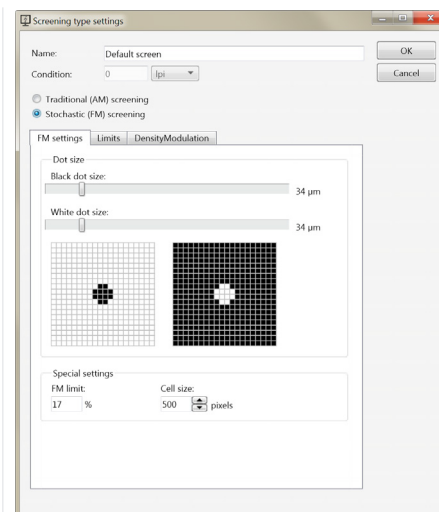 Screening type settings
Name: Default screen OK
Condition: 0 lpi Cancel
Traditional (AM) screening
Stochastic (FM) screening
FM settings Limits DensityModulation
Dot size
Black dot size:
34 µm
White dot size:
34 µm
Special settings
FM limit: Cell size:
17 % 500 pixels